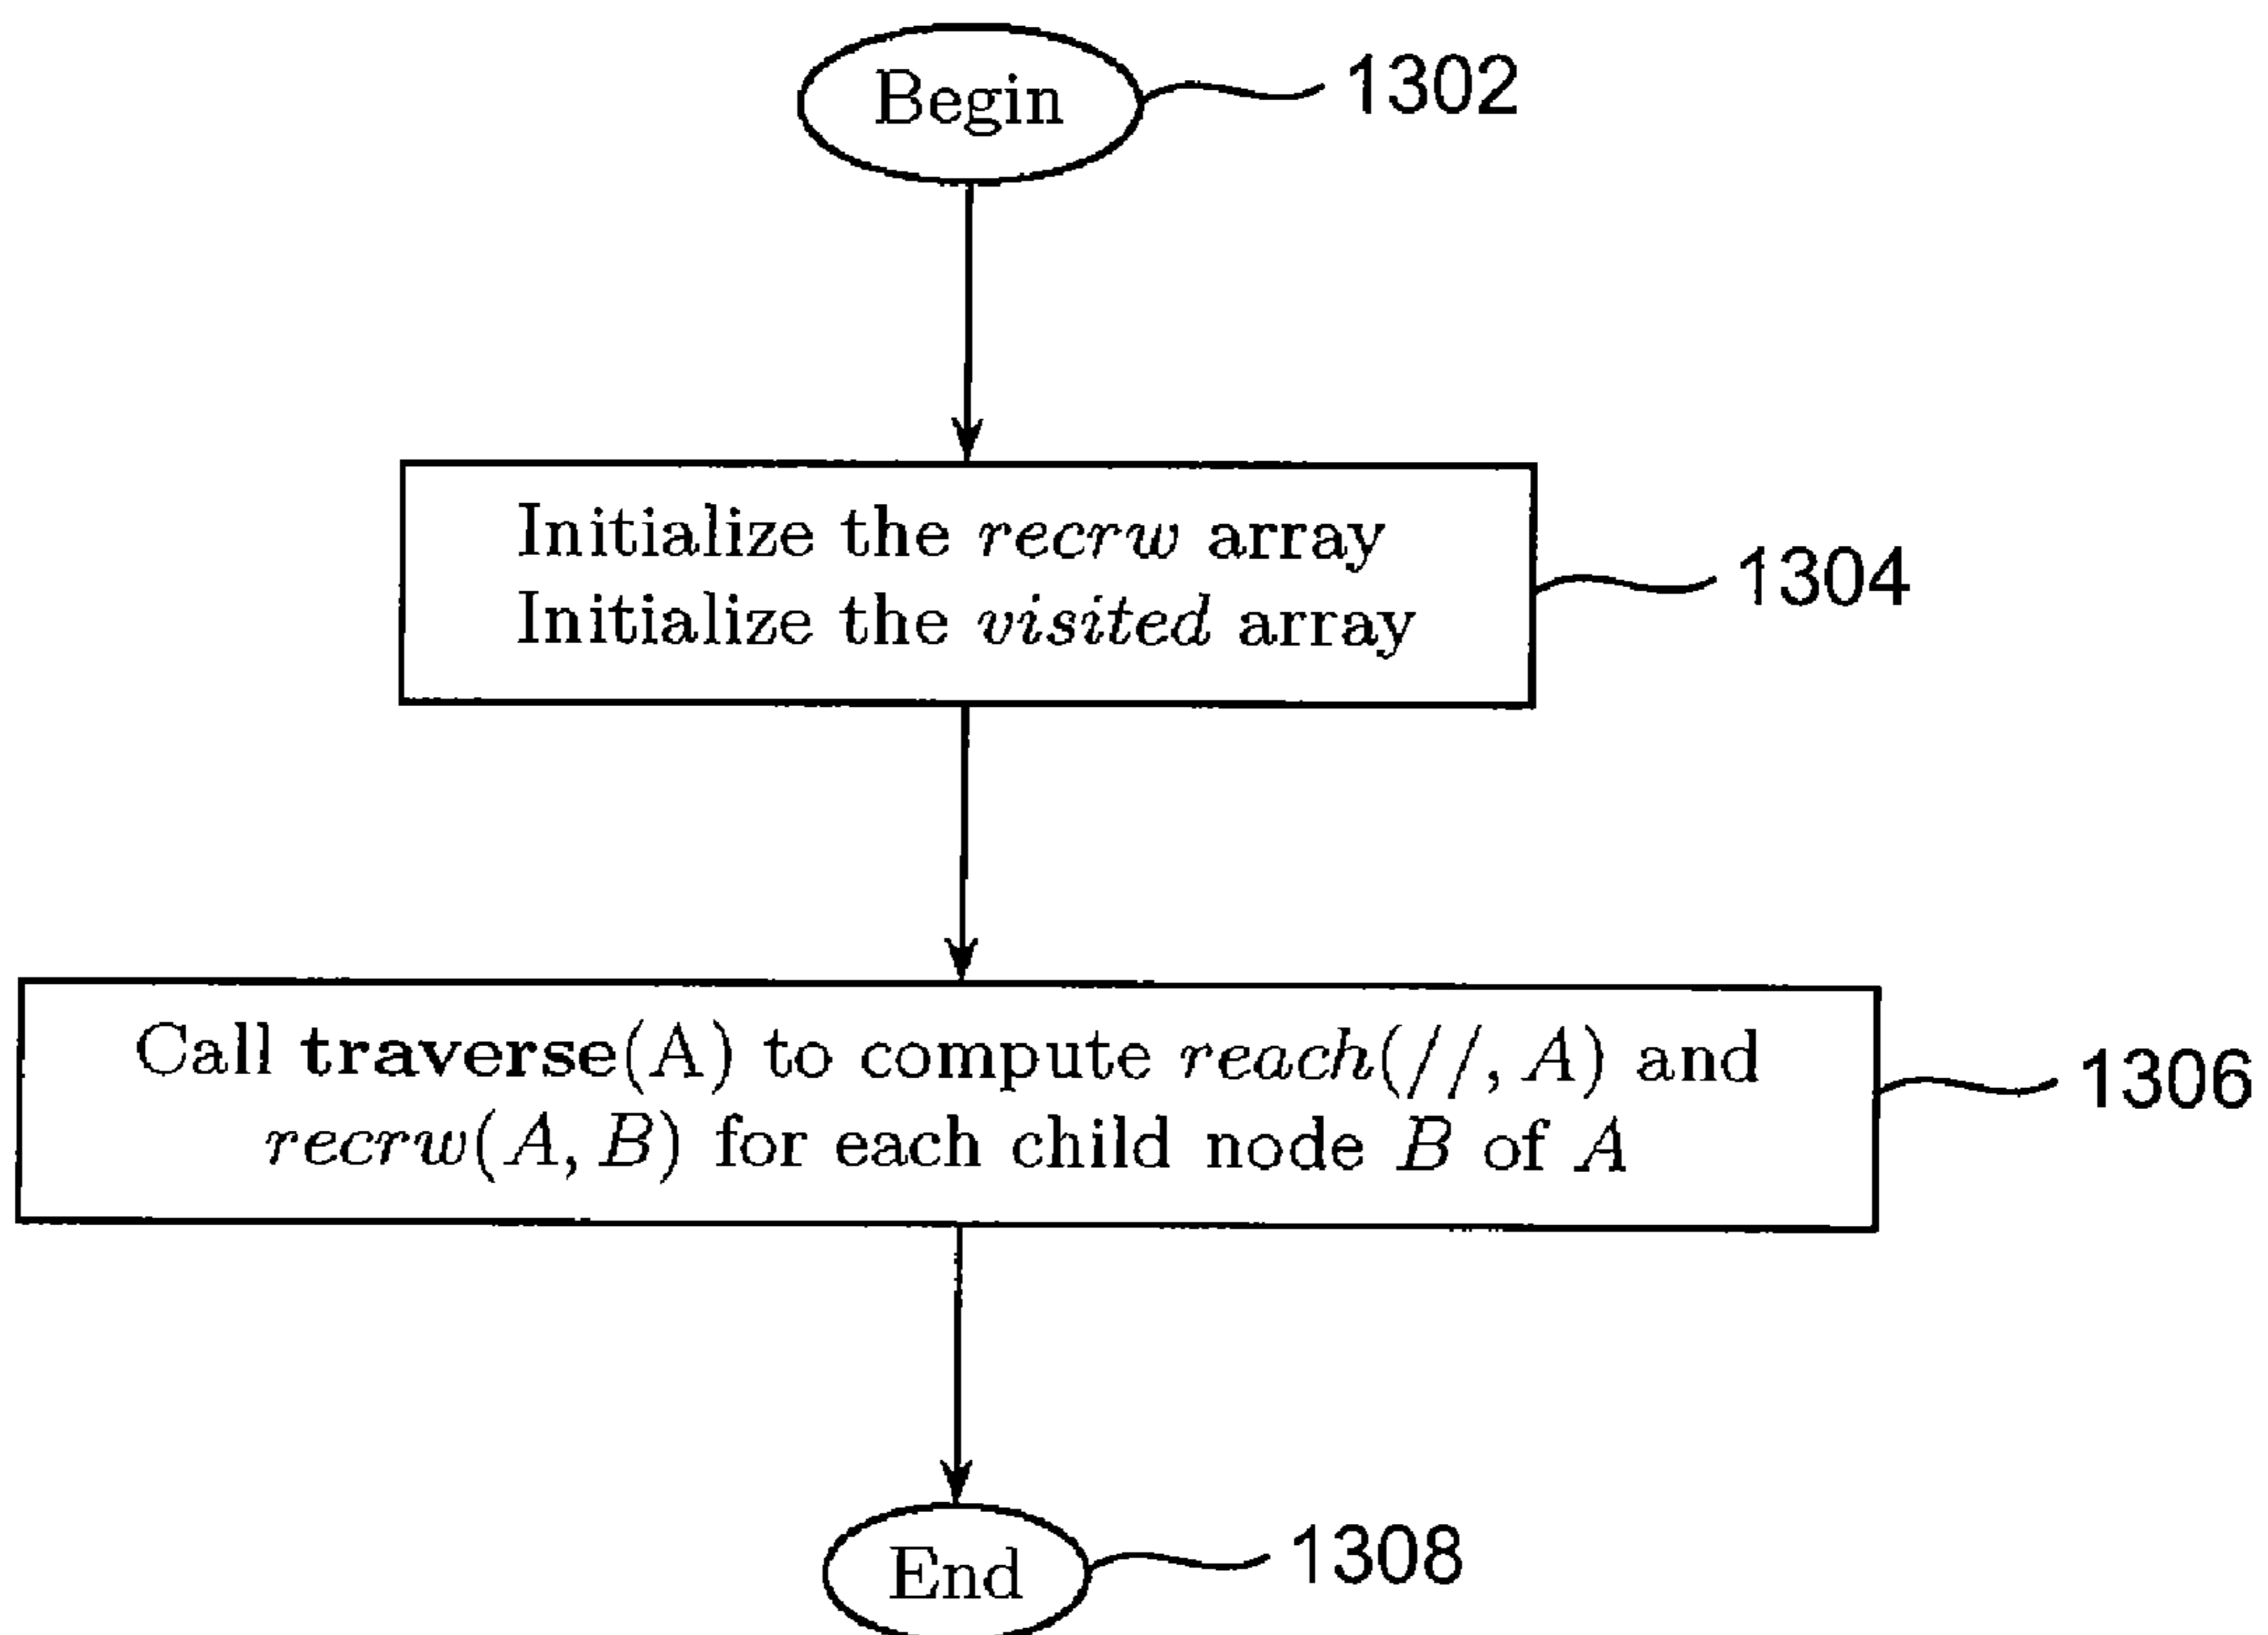 Begin
1302
Initialize the recrw array
Initialize the visited array
1304
Call traverse(A) to compute reach(//, A) and
recrw(A, B) for each child node B of A
1306
End
1308